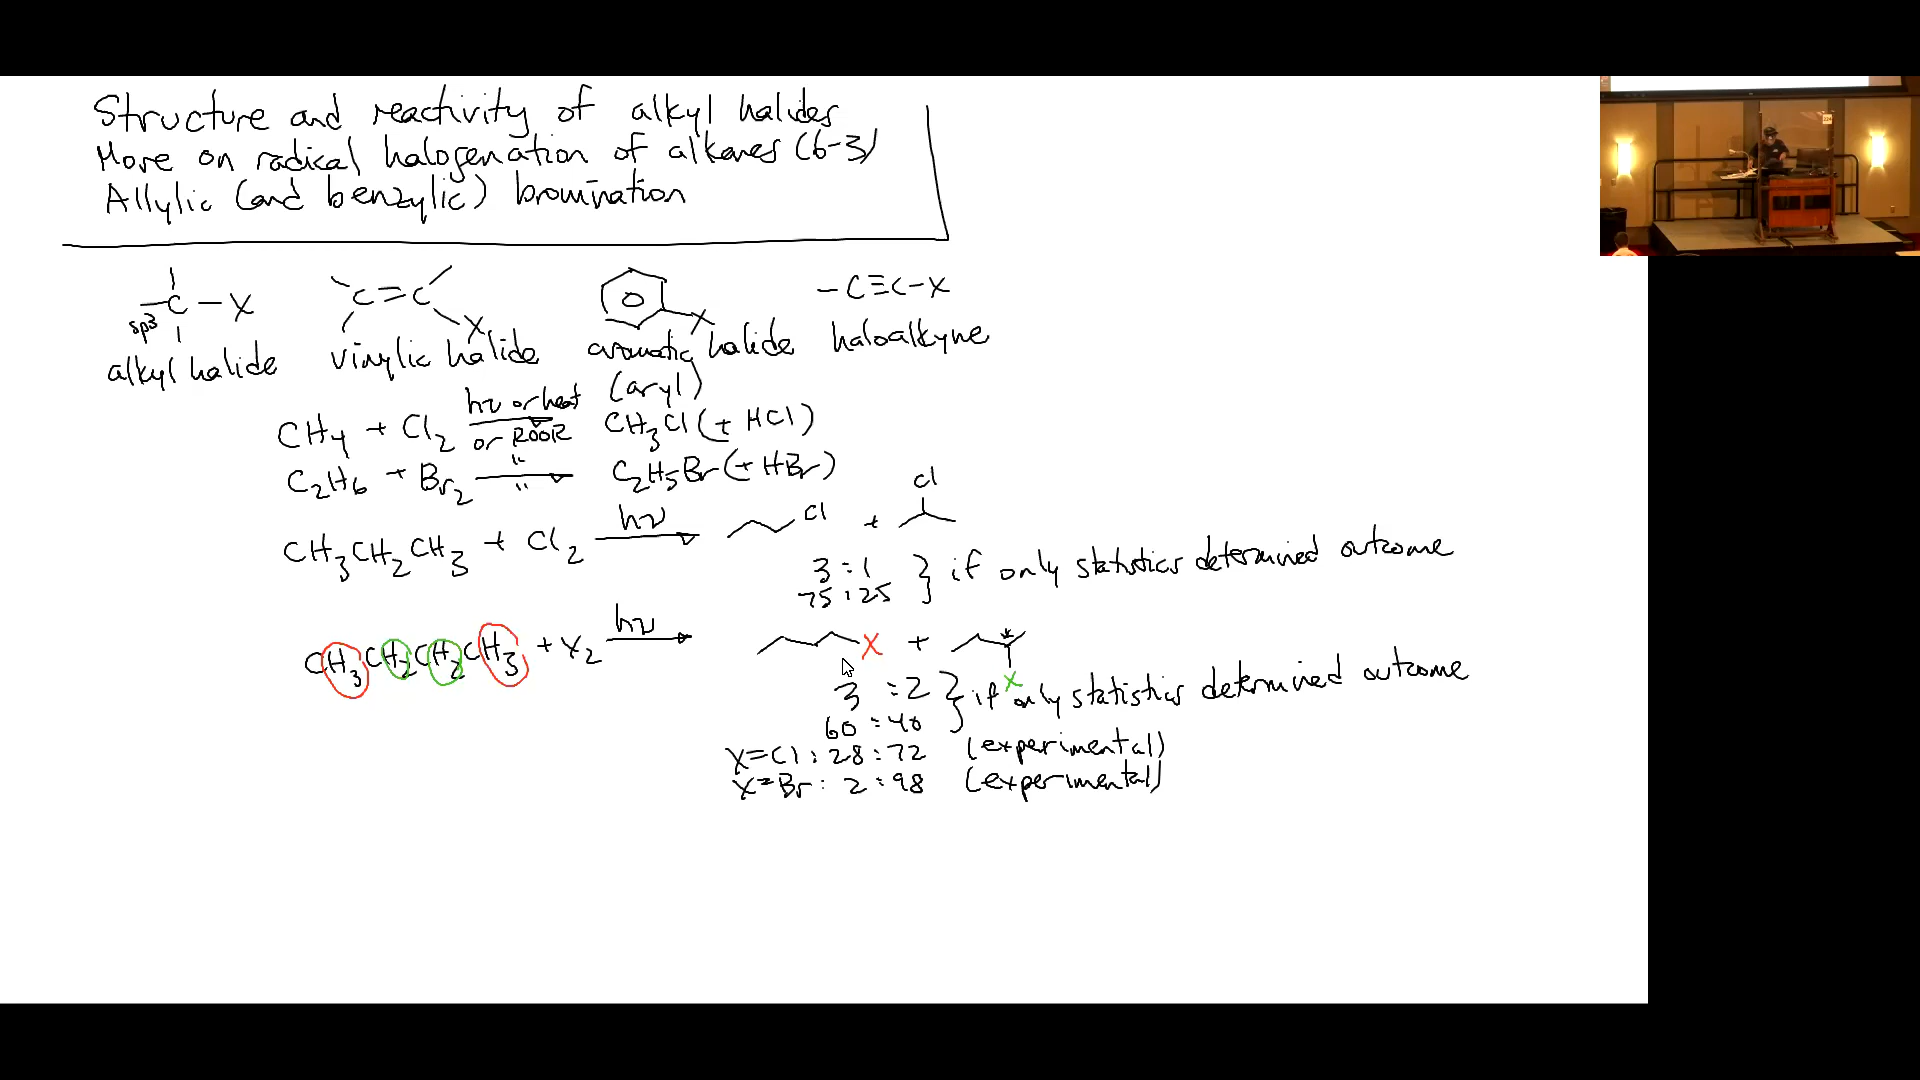 Structure and reactivity of alkyl halides
More on radical halogenation of alkanes (6-3)
Allylic (and benzylic) bromination
sp3 -C-X
C=C X
X
-C≡C-X
alkyl halide vinylic halide aromatic halide haloalkyne
(aryl)
CH4 + Cl2 hν or heat or ROOR CH3Cl (+ HCl)
C2H6 + Br2 " " C2H5Br (+ HBr)
CH3CH2CH3 + Cl2 hν Cl + Cl
3 : 1 } if only statistics determined outcome
75 : 25
CH3CH2CH2CH3 + X2 hν X + * X
3 : 2 } if only statistics determined outcome
60 : 40
X=Cl : 28 : 72 (experimental)
X=Br : 2 : 98 (experimental)